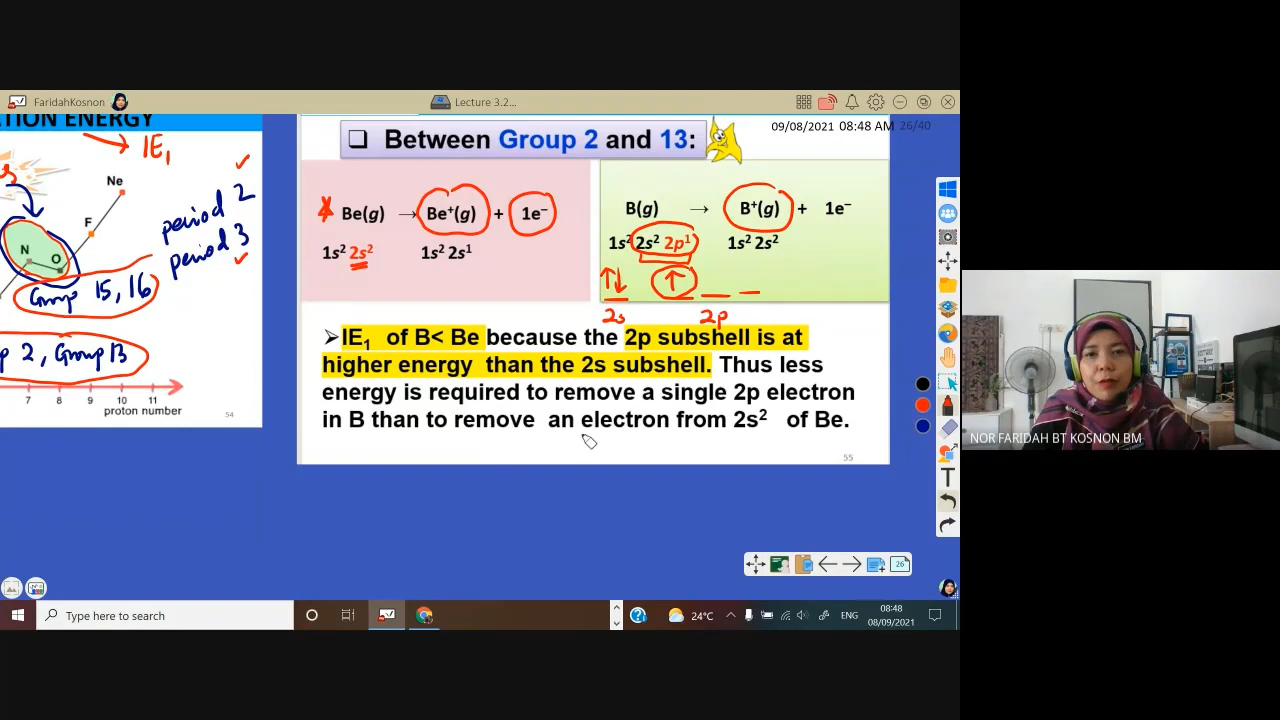 FaridahKosnon
Lecture 3.2...
09/08/2021 08:48 AM 26/40
ATION ENERGY
IE₁
Ne
F
N
O
period 2
period 3
Group 15, 16
p 2, Group 13
7 8 9 10 11
proton number
54
❑ Between Group 2 and 13:
Be(g) → Be⁺(g) + 1e⁻
1s² 2s² 1s² 2s¹
B(g) → B⁺(g) + 1e⁻
1s² 2s² 2p¹ 1s² 2s²
2s 2p
➢IE₁ of B< Be because the 2p subshell is at
higher energy than the 2s subshell. Thus less
energy is required to remove a single 2p electron
in B than to remove an electron from 2s² of Be.
55
NOR FARIDAH BT KOSNON BM
T
26
Type here to search
24°C
ENG
08:48
08/09/2021